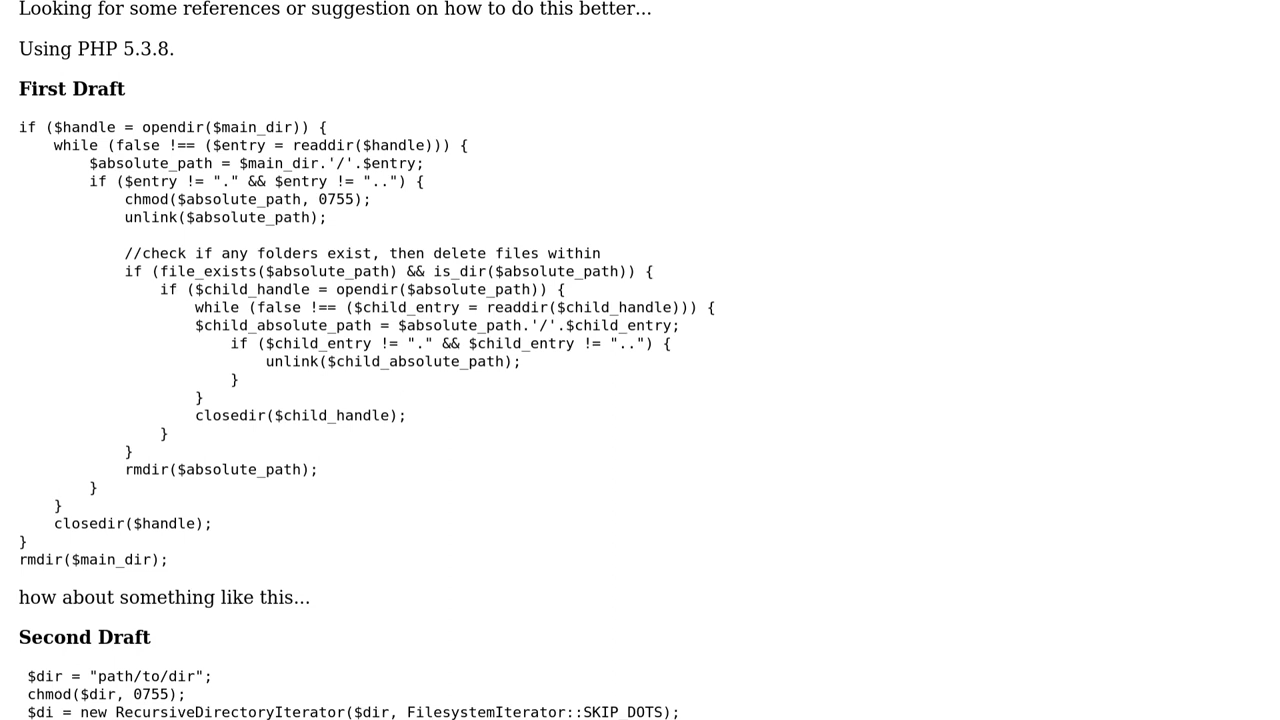 Looking for some references or suggestion on how to do this better...
Using PHP 5.3.8.
First Draft
if ($handle = opendir($main_dir)) {
    while (false !== ($entry = readdir($handle))) {
        $absolute_path = $main_dir.'/'.$entry;
        if ($entry != "." && $entry != "..") {
            chmod($absolute_path, 0755);
            unlink($absolute_path);

            //check if any folders exist, then delete files within
            if (file_exists($absolute_path) && is_dir($absolute_path)) {
                if ($child_handle = opendir($absolute_path)) {
                    while (false !== ($child_entry = readdir($child_handle))) {
                    $child_absolute_path = $absolute_path.'/'.$child_entry;
                        if ($child_entry != "." && $child_entry != "..") {
                            unlink($child_absolute_path);
                        }
                    }
                    closedir($child_handle);
                }
            }
            rmdir($absolute_path);
        }
    }
    closedir($handle);
}
rmdir($main_dir);
how about something like this...
Second Draft
 $dir = "path/to/dir";
 chmod($dir, 0755);
 $di = new RecursiveDirectoryIterator($dir, FilesystemIterator::SKIP_DOTS);